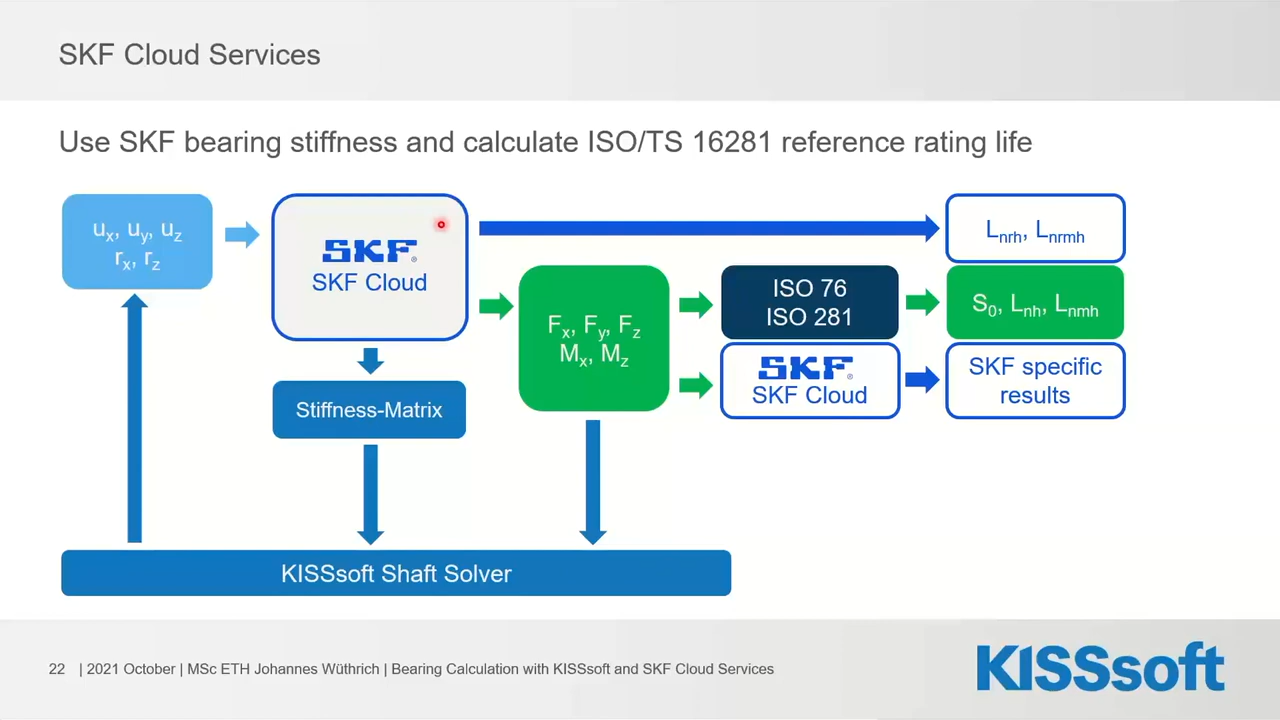 SKF Cloud Services
Use SKF bearing stiffness and calculate ISO/TS 16281 reference rating life
ux, uy, uz
rx, rz
SKF
SKF Cloud
Lnrh, Lnrmh
Fx, Fy, Fz
Mx, Mz
ISO 76
ISO 281
S0, Lnh, Lnmh
SKF
SKF Cloud
SKF specific
results
Stiffness-Matrix
KISSsoft Shaft Solver
22 | 2021 October | MSc ETH Johannes Wüthrich | Bearing Calculation with KISSsoft and SKF Cloud Services
KISSsoft